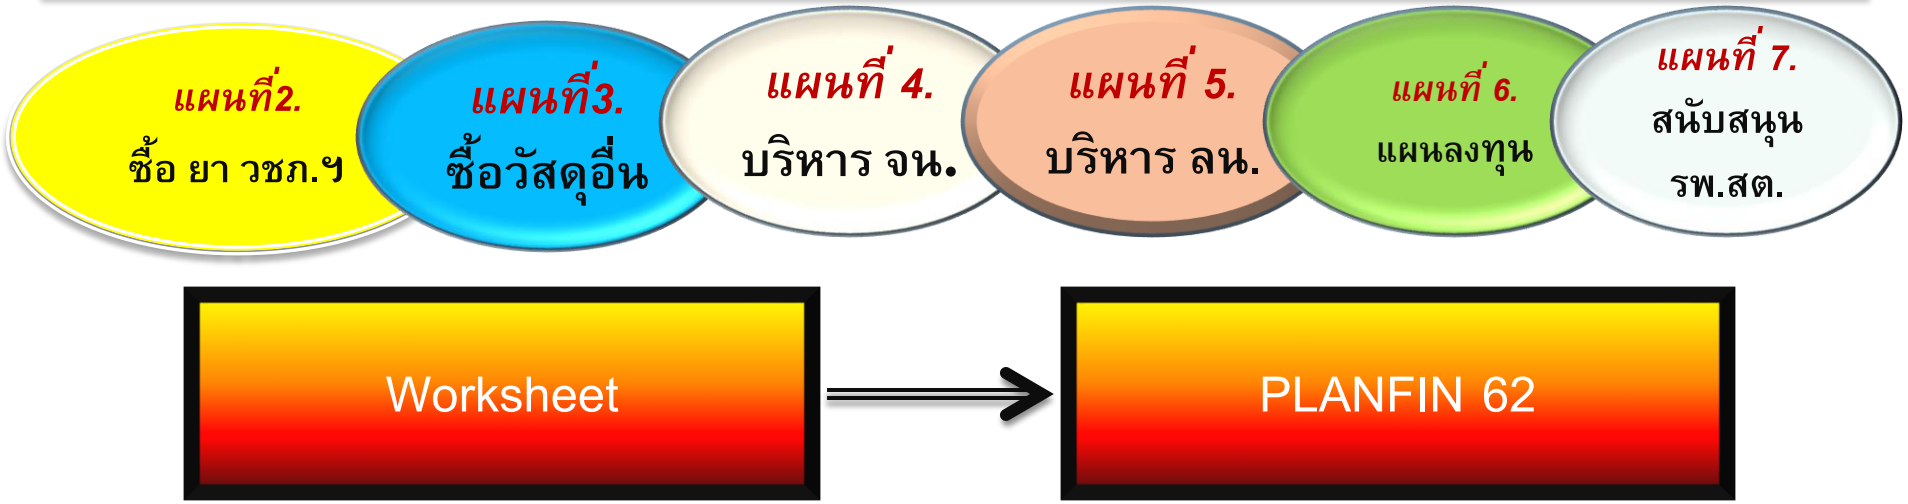 แผนที่2.
ซื้อ ยา วชภ.ฯ
แผนที่3.
ซื้อวัสดุอื่น
แผนที่ 4.
บริหาร จน.
แผนที่ 5.
บริหาร ลน.
แผนที่ 6.
แผนลงทุน
แผนที่ 7.
สนับสนุน
รพ.สต.
Worksheet
PLANFIN 62